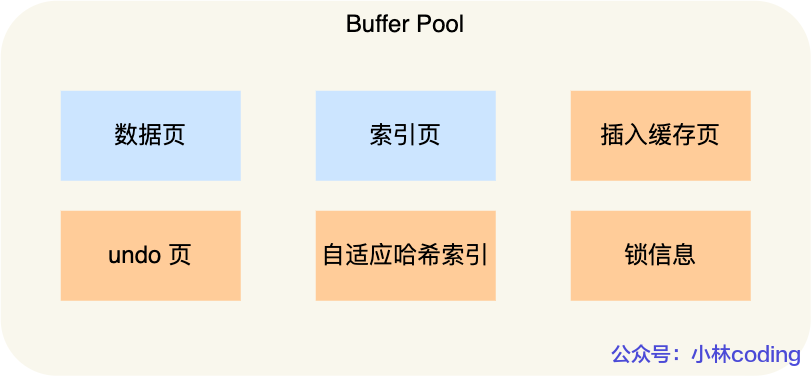 Buffer Pool
数据页
索引页
插入缓存页
undo 页
自适应哈希索引
锁信息
公众号：小林coding